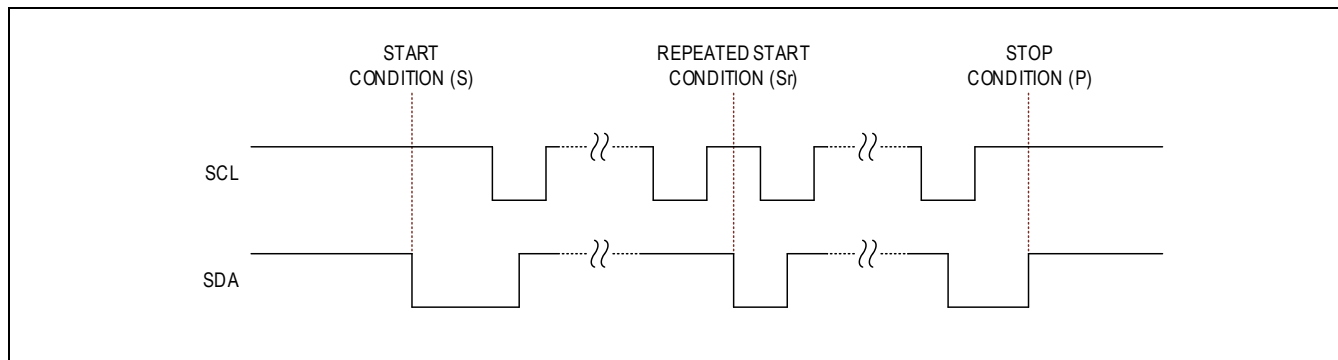 START
CONDITION (S)
REPEATED START
CONDITION (Sr)
STOP
CONDITION (P)
SCL
SDA